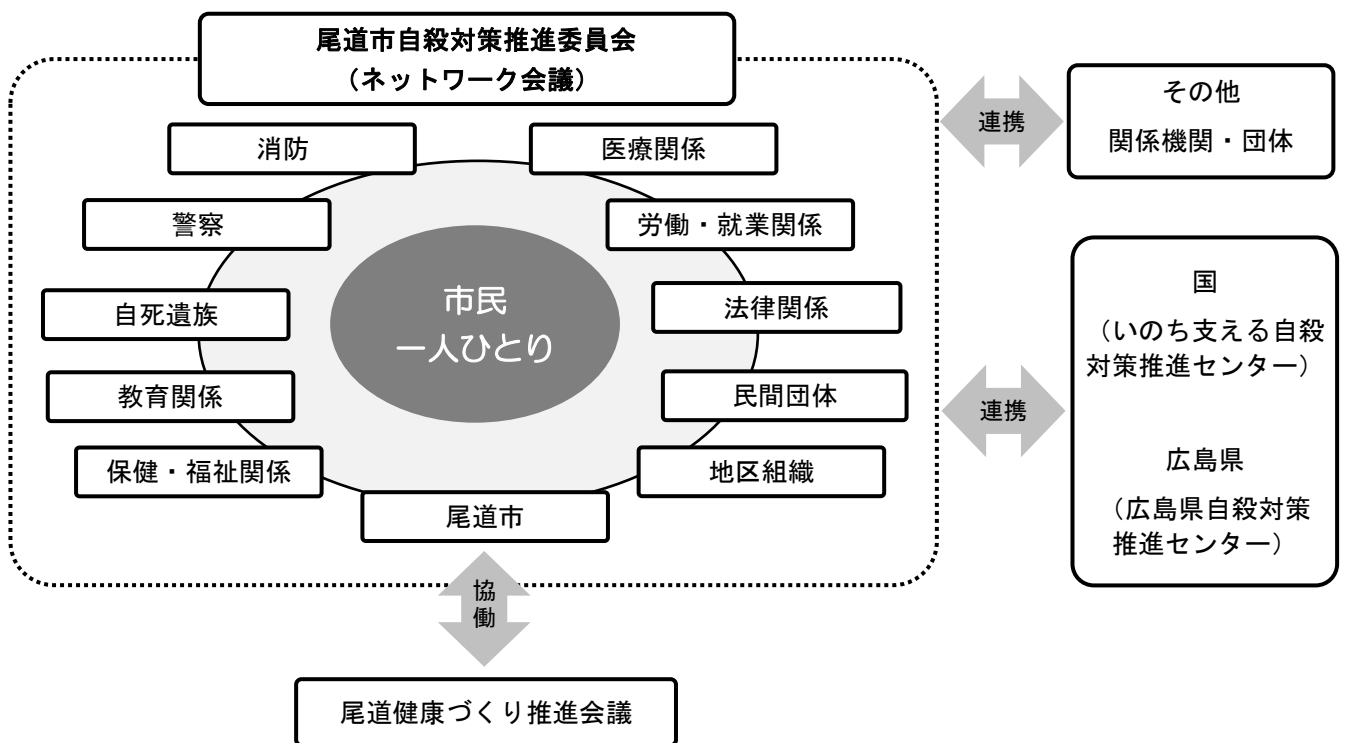 尾道市自殺対策推進委員会
（ネットワーク会議）
消防
医療関係
警察
労働・就業関係
自死遺族
法律関係
教育関係
民間団体
保健・福祉関係
地区組織
尾道市
市民
一人ひとり
連携
その他
関係機関・団体
連携
国
（いのち支える自殺
対策推進センター）
広島県
（広島県自殺対策
推進センター）
協
働
尾道健康づくり推進会議